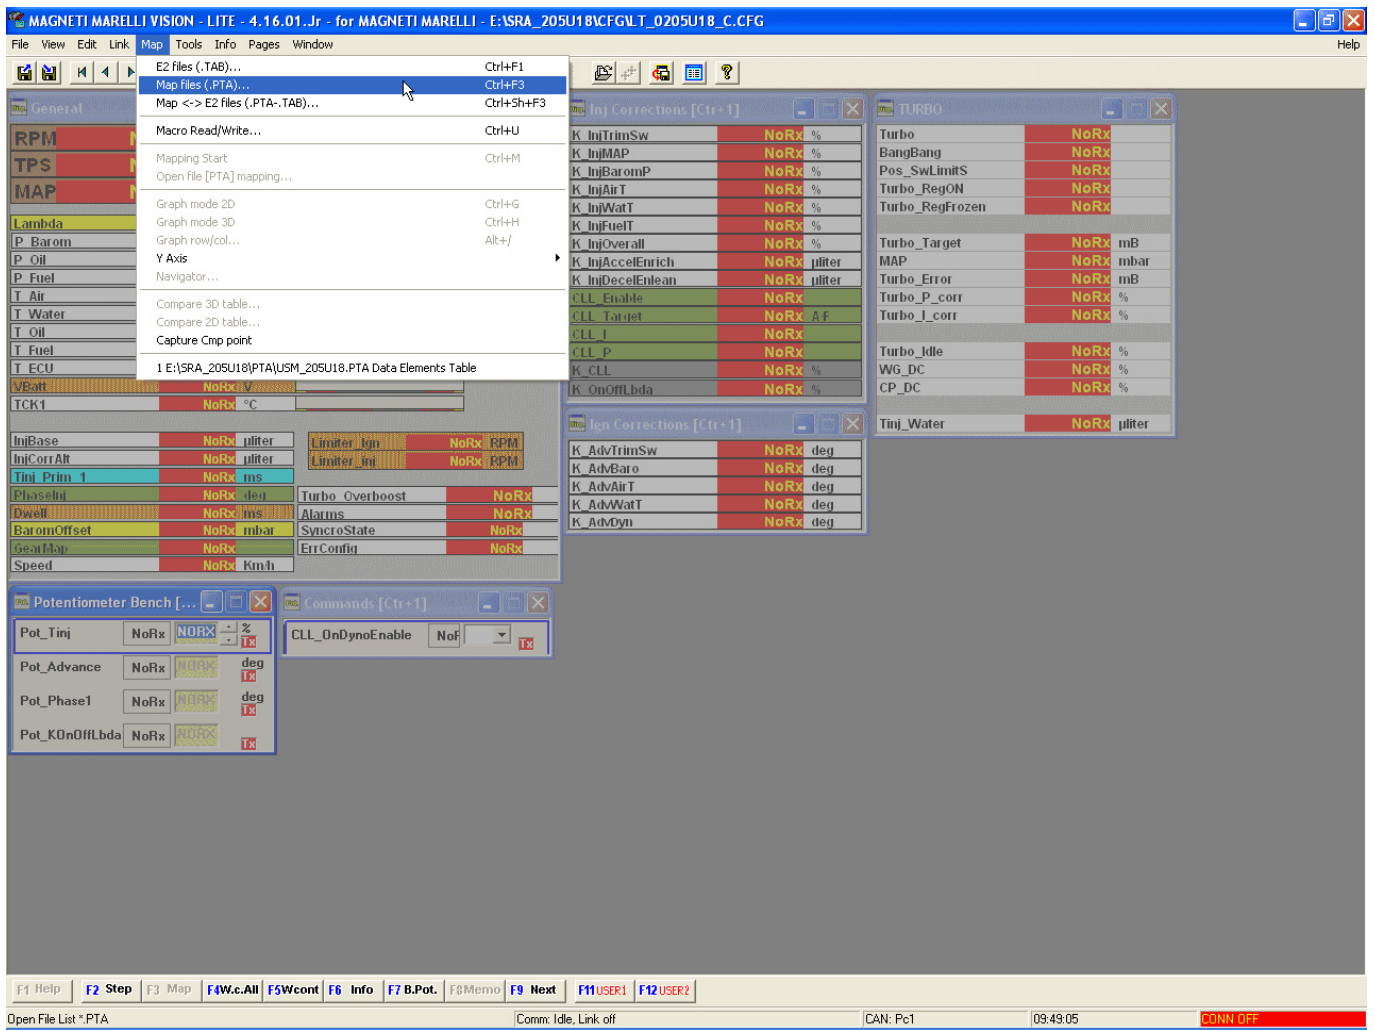 MAGNETI MARELLI VISION - LITE - 4.16.01.Jr - for MAGNETI MARELLI - E:\SRA_205U18\CFG\LT_0205U18_C.CFG
File View Edit Link Map Tools Info Pages Window Help
E2 files (.TAB)... Ctrl+F1
Map files (.PTA)... Ctrl+F3
Map <-> E2 files (.PTA-.TAB)... Ctrl+Sh+F3
Macro Read/Write... Ctrl+U
Mapping Start Ctrl+M
Open file [PTA] mapping...
Graph mode 2D Ctrl+G
Graph mode 3D Ctrl+H
Graph row/col... Alt+/
Y Axis
Navigator...
Compare 3D table...
Compare 2D table...
Capture Cmp point
1 E:\SRA_205U18\PTA\USM_205U18.PTA Data Elements Table
General
RPM
TPS
MAP
Lambda
P_Barom
P_Oil
P_Fuel
T_Air
T_Water
T_Oil
T_Fuel
T_ECU
VBatt NoRx V
TCK1 NoRx °C
InjBase NoRx µliter
InjCorrAlt NoRx µliter
Tinj_Prim_1 NoRx ms
PhaseInj NoRx deg
Dwell NoRx ms
BaromOffset NoRx mbar
GearMap NoRx
Speed NoRx Km/h
Limiter_Ign NoRx RPM
Limiter_inj NoRx RPM
Turbo_Overboost NoRx
Alarms NoRx
SyncroState NoRx
ErrConfig NoRx
Inj Corrections [Ctr+1]
K_InjTrimSw NoRx %
K_InjMAP NoRx %
K_InjBaromP NoRx %
K_InjAirT NoRx %
K_InjWatT NoRx %
K_InjFuelT NoRx %
K_InjOverall NoRx %
K_InjAccelEnrich NoRx µliter
K_InjDecelEnlean NoRx µliter
CLL_Enable NoRx
CLL_Target NoRx A-F
CLL_I NoRx
CLL_P NoRx
K_CLL NoRx %
K_OnOffLbda NoRx %
Ign Corrections [Ctr+1]
K_AdvTrimSw NoRx deg
K_AdvBaro NoRx deg
K_AdvAirT NoRx deg
K_AdvWatT NoRx deg
K_AdvDyn NoRx deg
TURBO
Turbo NoRx
BangBang NoRx
Pos_SwLimitS NoRx
Turbo_RegON NoRx
Turbo_RegFrozen NoRx
Turbo_Target NoRx mB
MAP NoRx mbar
Turbo_Error NoRx mB
Turbo_P_corr NoRx %
Turbo_I_corr NoRx %
Turbo_Idle NoRx %
WG_DC NoRx %
CP_DC NoRx %
Tinj_Water NoRx µliter
Potentiometer Bench [...
Pot_Tinj NoRx NORX % Tx
Pot_Advance NoRx NORX deg Tx
Pot_Phase1 NoRx NORX deg Tx
Pot_KOnOffLbda NoRx NORX Tx
Commands [Ctr+1]
CLL_OnDynoEnable NoF Tx
F1 Help F2 Step F3 Map F4W.c.All F5Wcont F6 Info F7 B.Pot. F8Memo F9 Next F11USER1 F12USER2
Open File List *.PTA Comm: Idle, Link off CAN: Pc1 09:49:05 CONN OFF